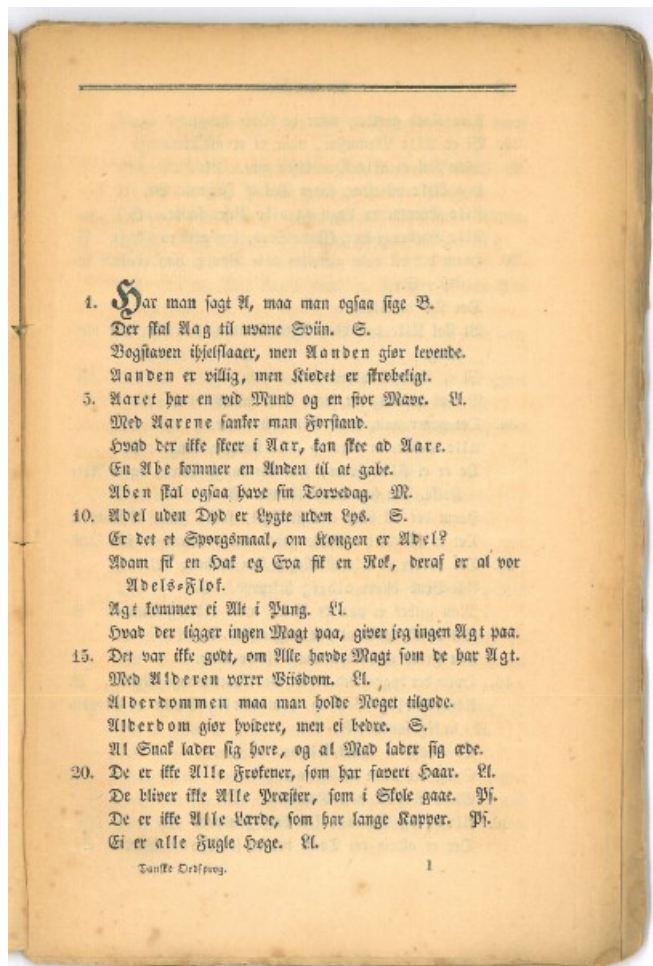 1. Har man sagt A, maa man ogsaa sige B.
Der skal Aag til uvane Sviin. S.
Bogstaven ihjelslaaer, men Aanden giør levende.
Aanden er villig, men Kiødet er skrøbeligt.
5. Aaret har en vid Mund og en stor Mave. Ll.
Med Aarene sanker man Forstand.
Hvad der ikke skeer i Aar, kan skee ad Aare.
En Abe kommer en Anden til at gabe.
Aben skal ogsaa have sin Torvedag. M.
10. Adel uden Dyd er Lygte uden Lys. S.
Er det et Spørgsmaal, om Kongen er Adel?
Adam fik en Hak og Eva fik en Rok, deraf er al vor
Adels-Flok.
Agt kommer ei Alt i Pung. Ll.
Hvad der ligger ingen Magt paa, giver jeg ingen Agt paa.
15. Det var ikke godt, om Alle havde Magt som de har Agt.
Med Alderen voxer Viisdom. Ll.
Alderdommen maa man holde Noget tilgode.
Alderdom giør hvidere, men ei bedre. S.
Al Snak lader sig høre, og al Mad lader sig æde.
20. De er ikke Alle Frøkener, som har favert Haar. Ll.
De bliver ikke Alle Præster, som i Skole gaae. Ps.
De er ikke Alle Lærde, som har lange Kapper. Ps.
Ei er alle Fugle Høge. Ll.
Danske Ordsprog. 1